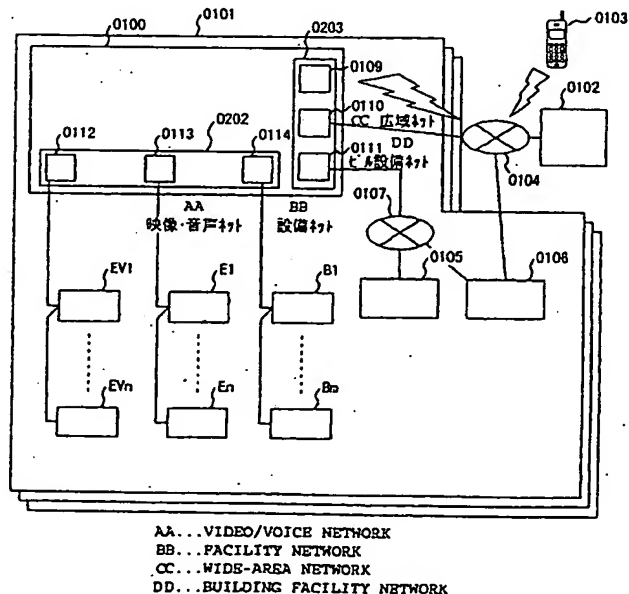 0100
0101
0203
0103
0109
0102
0110
CC 広域ネット
0112
0113
0202
0114
DD
0111
ビル設備ネット
0104
AA
BB
0107
映像・音声ネット
設備ネット
0105
0106
EV1
E1
B1
EVn
En
Bm
AA...VIDEO/VOICE NETWORK
BB...FACILITY NETWORK
CC...WIDE-AREA NETWORK
DD...BUILDING FACILITY NETWORK